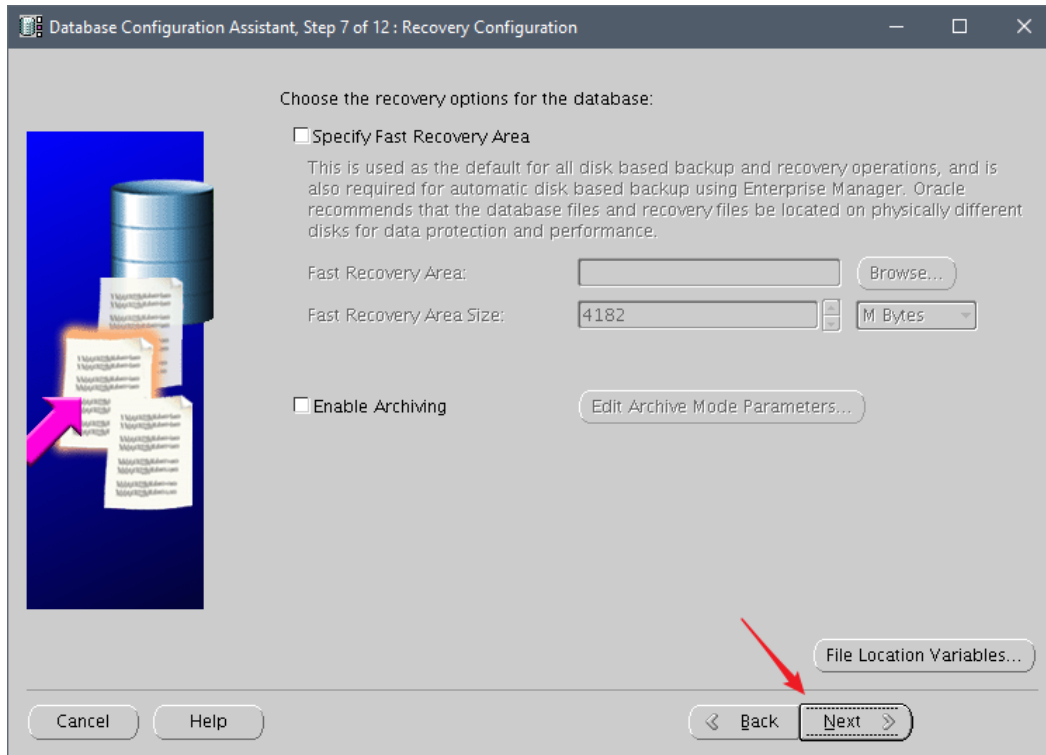 Database Configuration Assistant, Step 7 of 12 : Recovery Configuration
Choose the recovery options for the database:
Specify Fast Recovery Area
This is used as the default for all disk based backup and recovery operations, and is
also required for automatic disk based backup using Enterprise Manager. Oracle
recommends that the database files and recovery files be located on physically different
disks for data protection and performance.
Fast Recovery Area:
Browse...
Fast Recovery Area Size:
4182
M Bytes
Enable Archiving
Edit Archive Mode Parameters...
File Location Variables...
Cancel
Help
Back
Next